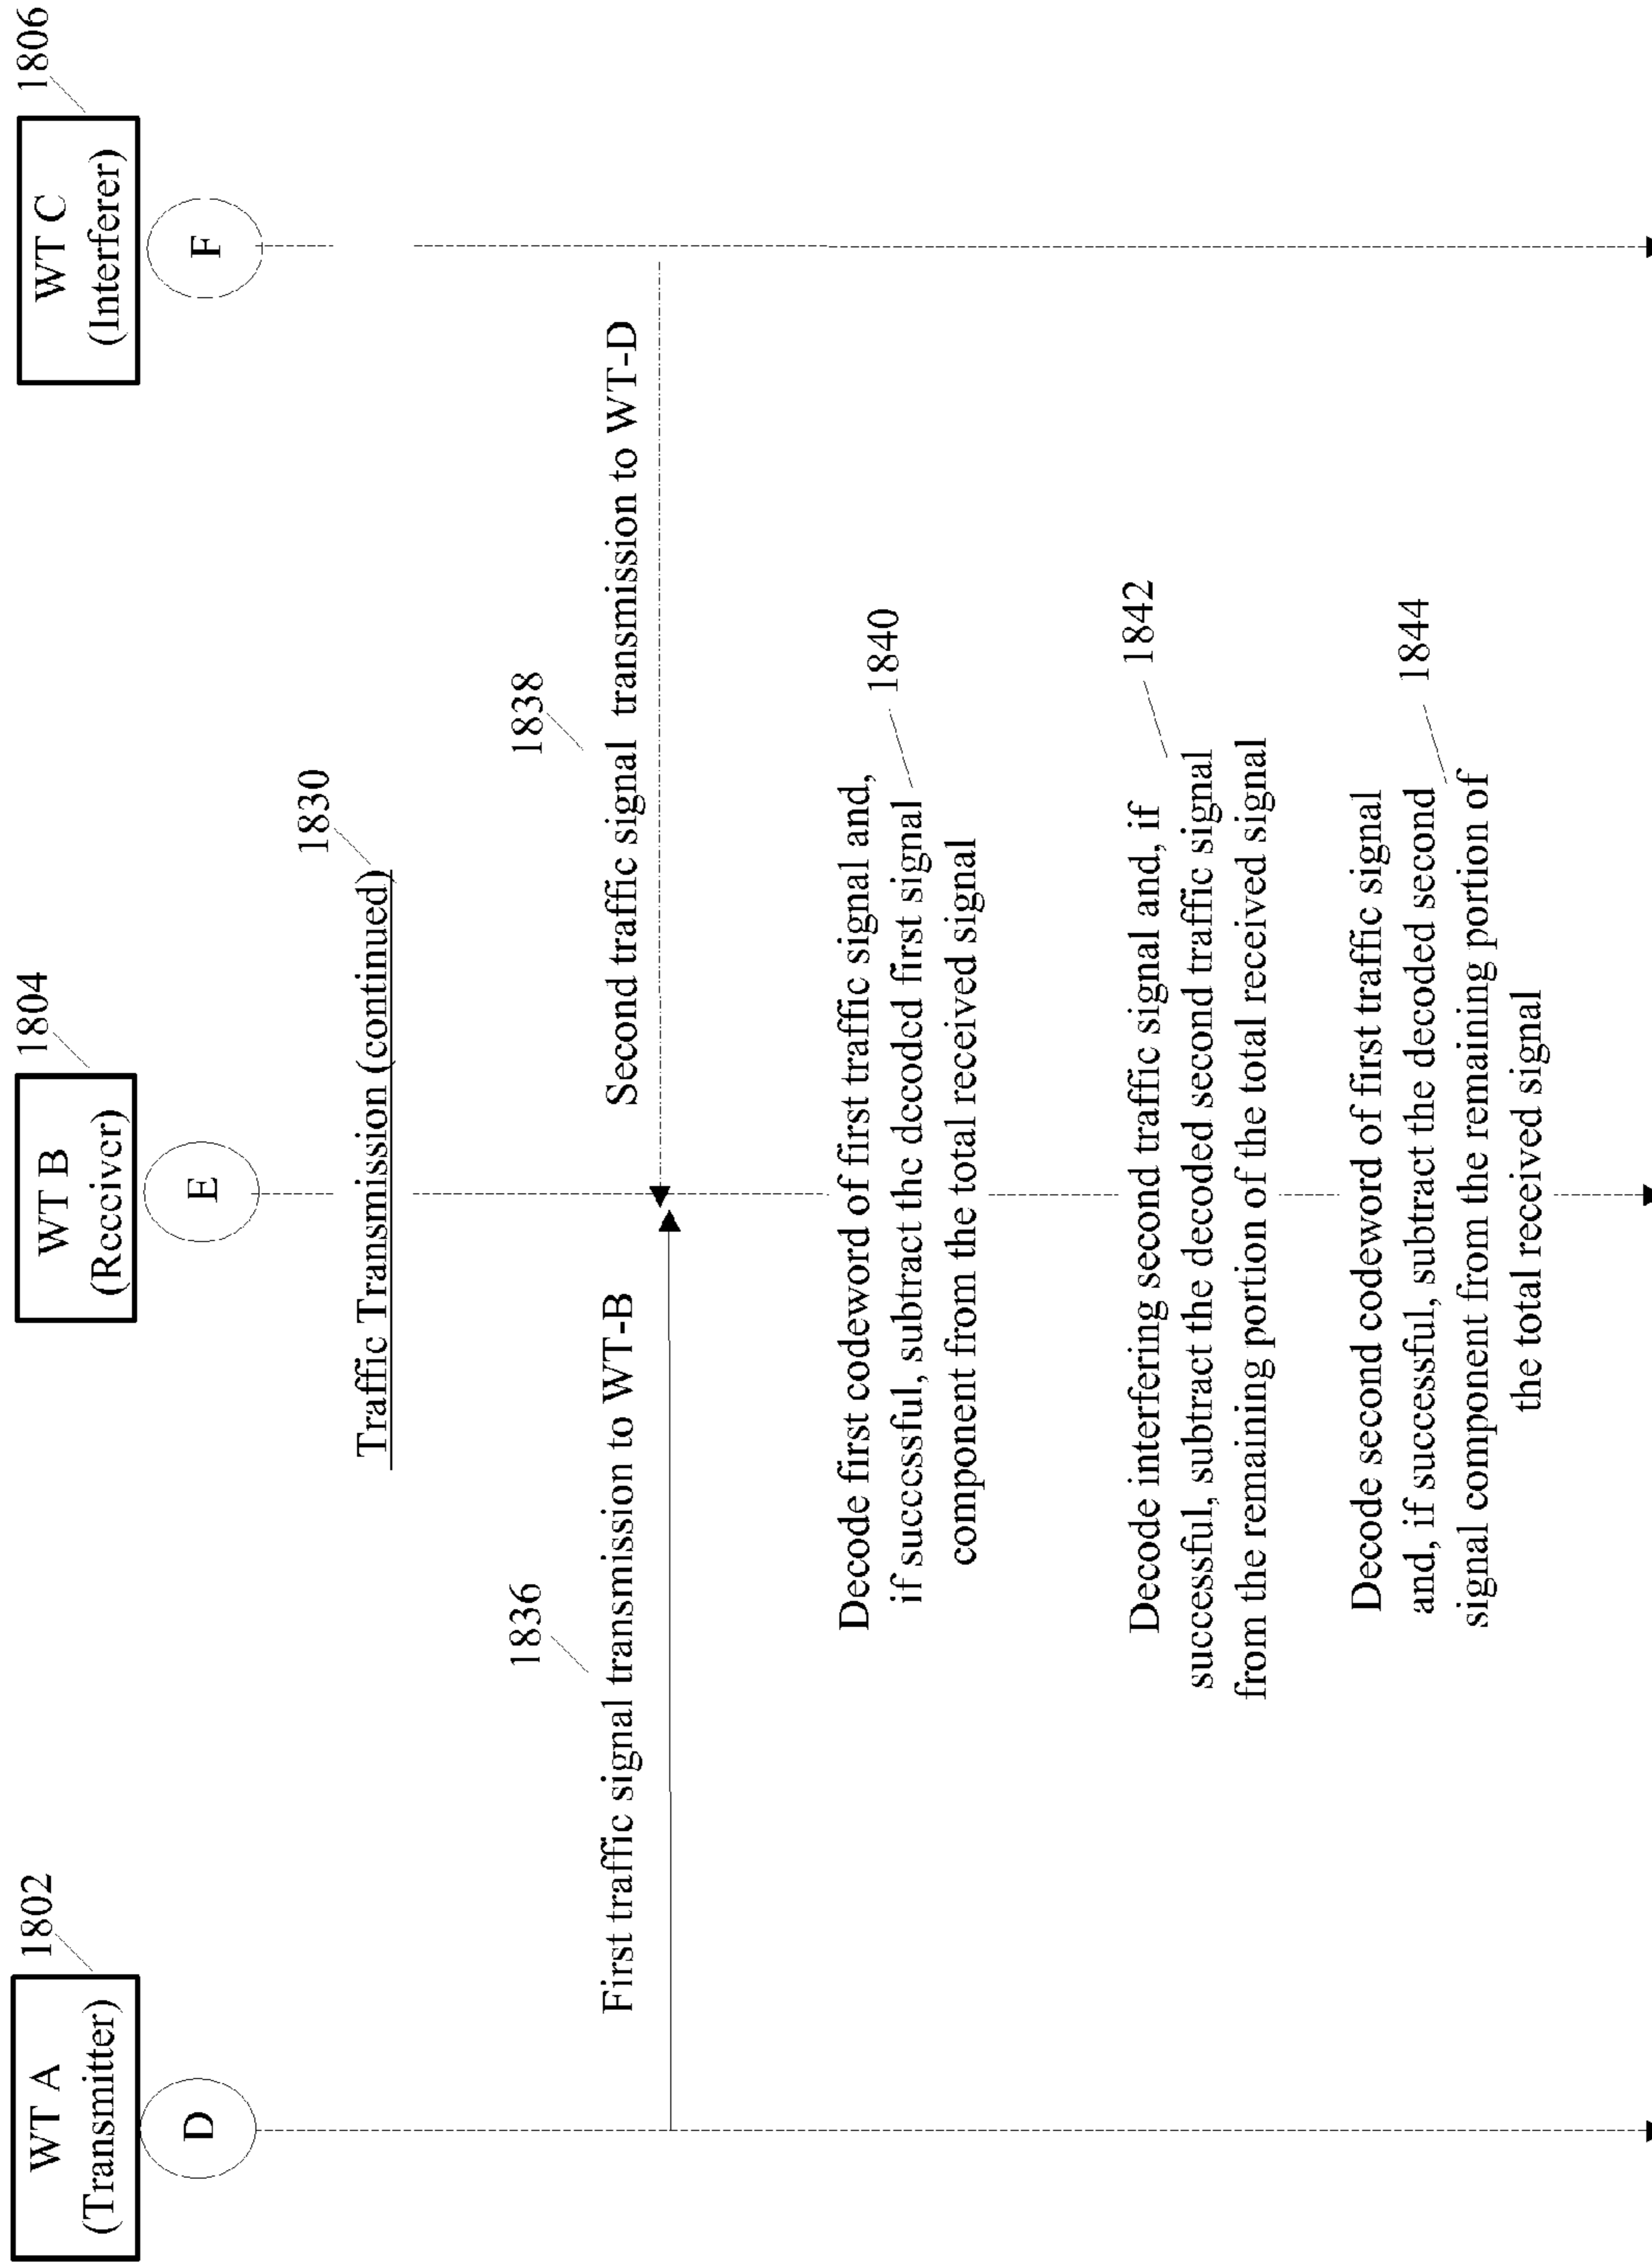 1802
WT A
(Transmitter)
D
1804
WT B
(Receiver)
E
1806
WT C
(Interferer)
F
1830
Traffic Transmission (continued)
1836
First traffic signal transmission to WT-B
1838
Second traffic signal transmission to WT-D
Decode first codeword of first traffic signal and,
if successful, subtract the decoded first signal
component from the total received signal
1840
Decode interfering second traffic signal and, if
successful, subtract the decoded second traffic signal
from the remaining portion of the total received signal
1842
Decode second codeword of first traffic signal
and, if successful, subtract the decoded second
signal component from the remaining portion of
the total received signal
1844